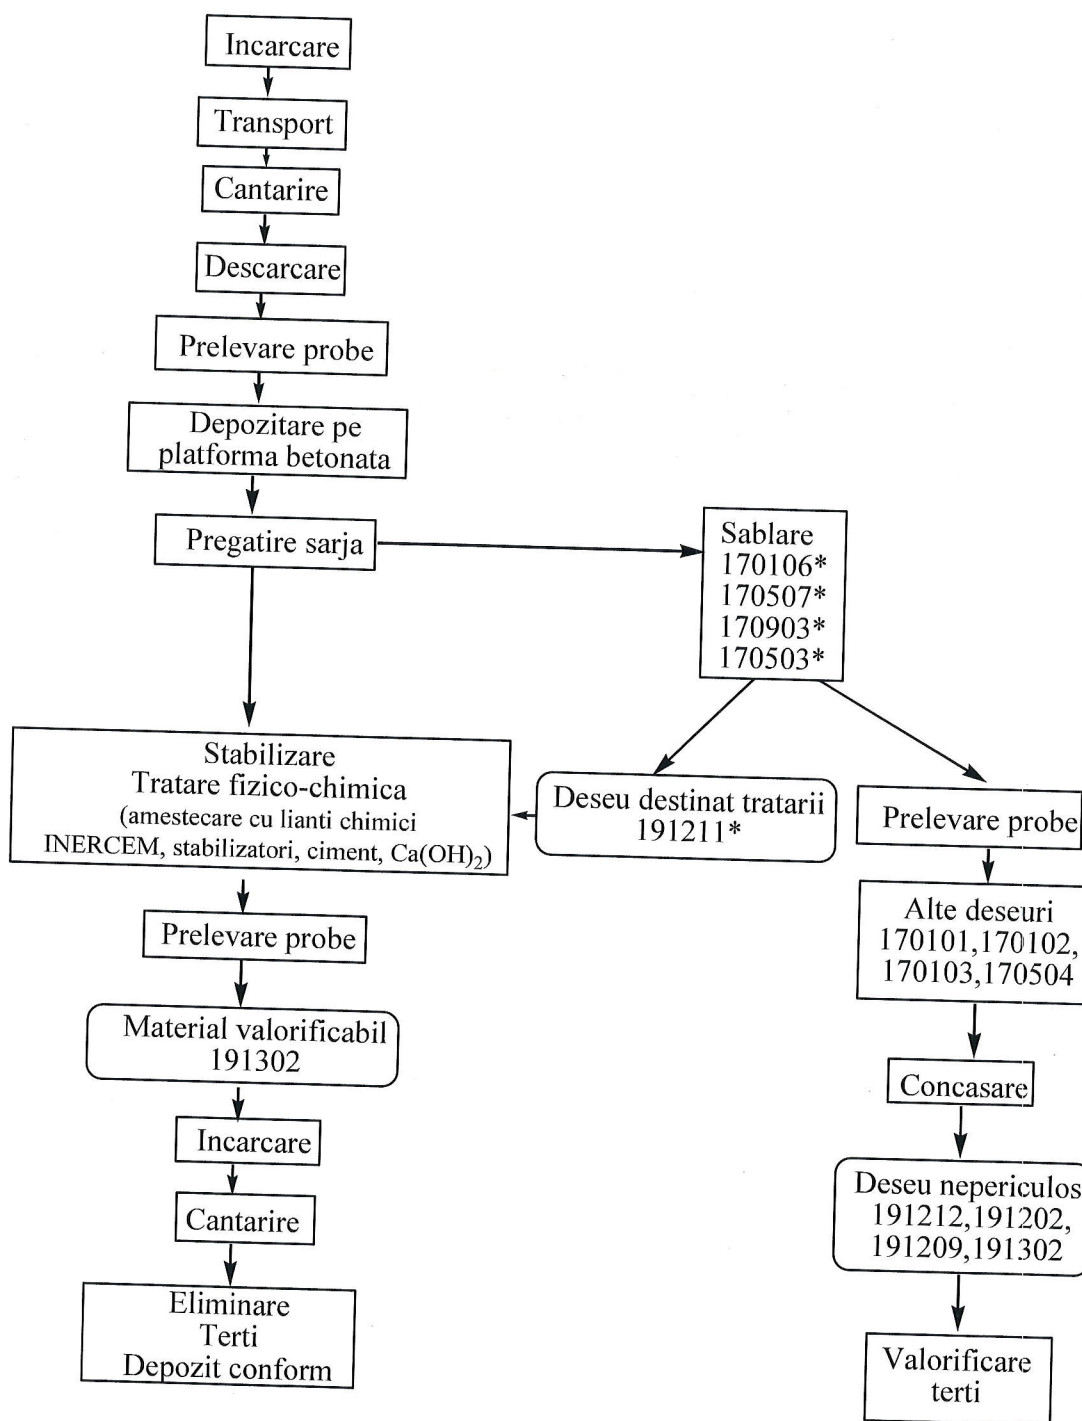 Incarcare
Transport
Cantarire
Descarcare
Prelevare probe
Depozitare pe
platforma betonata
Pregatire sarja
Sablare
170106*
170507*
170903*
170503*
Stabilizare
Tratare fizico-chimica
(amestecare cu lianti chimici
INERCEM, stabilizatori, ciment, Ca(OH)2)
Deseu destinat tratarii
191211*
Prelevare probe
Prelevare probe
Material valorificabil
191302
Incarcare
Cantarire
Eliminare
Terti
Depozit conform
Alte deseuri
170101,170102,
170103,170504
Concasare
Deseu nepericulos
191212,191202,
191209,191302
Valorificare
terti